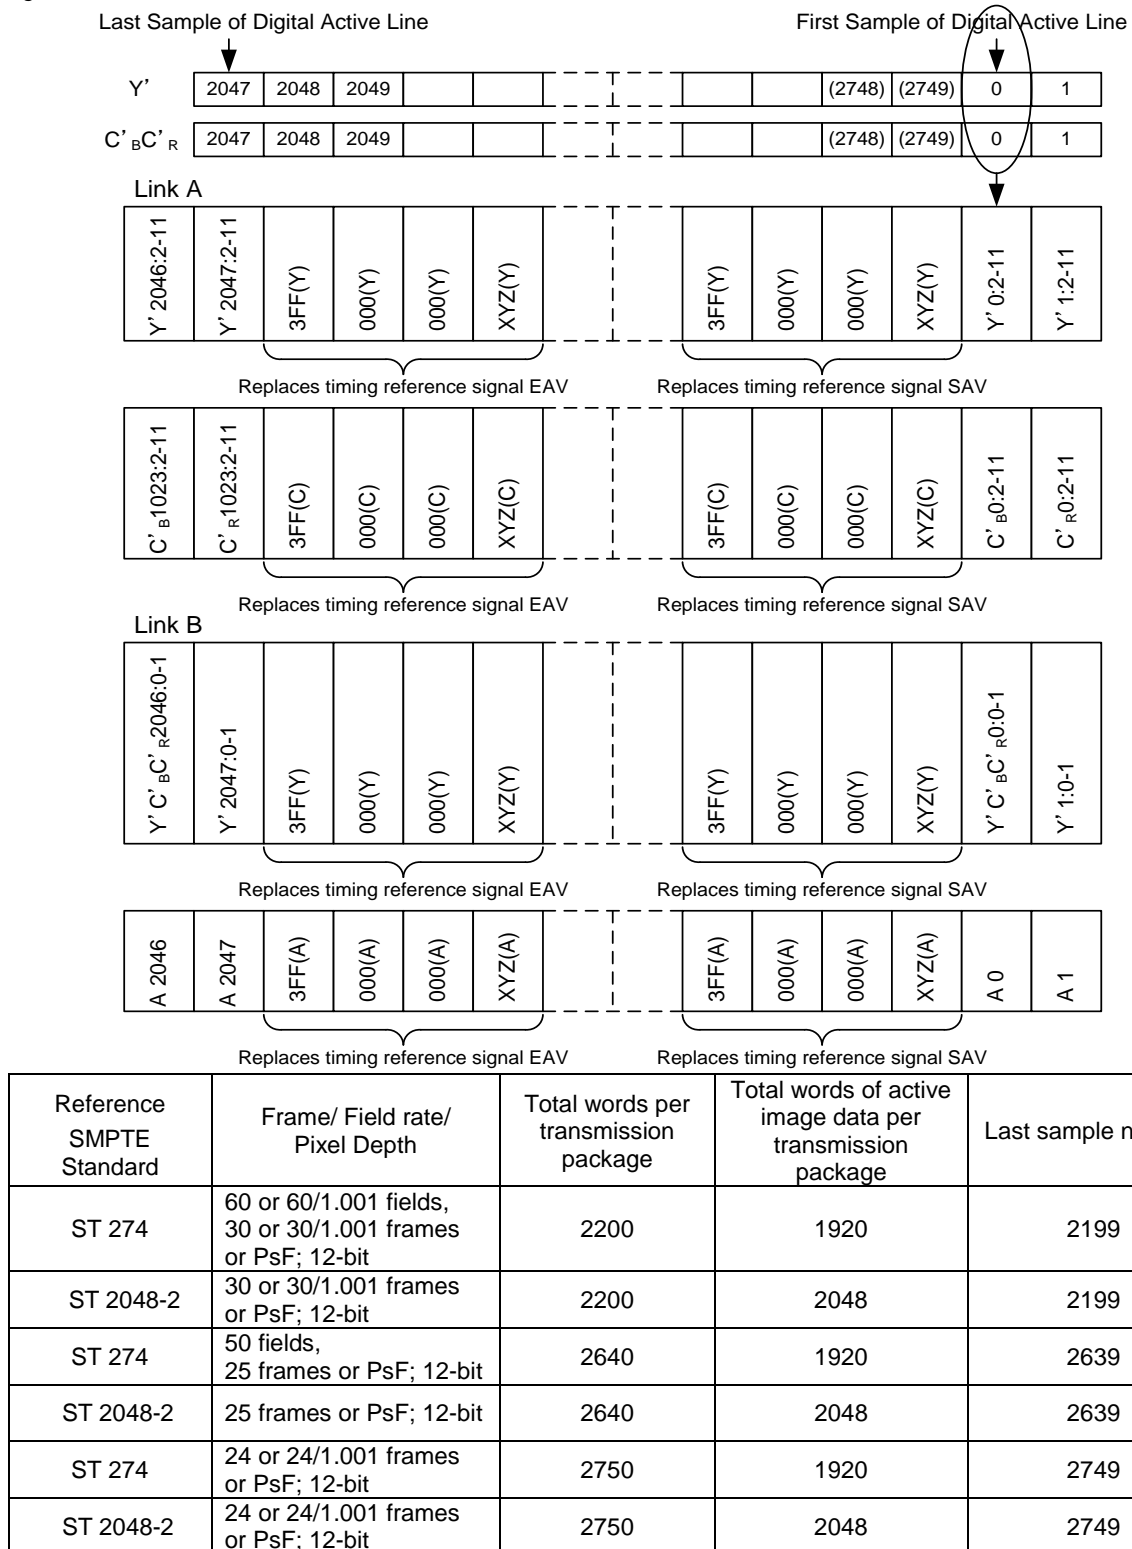 Last Sample of Digital Active Line First Sample of Digital Active Line
Y’ 2047 2048 2049 (2748) (2749) 0 1
C’BC’R 2047 2048 2049 (2748) (2749) 0 1
Link A
Y’ 2046:2-11 Y’ 2047:2-11 3FF(Y) 000(Y) 000(Y) XYZ(Y) 3FF(Y) 000(Y) 000(Y) XYZ(Y) Y’ 0:2-11 Y’ 1:2-11
Replaces timing reference signal EAV Replaces timing reference signal SAV
C’B1023:2-11 C’R1023:2-11 3FF(C) 000(C) 000(C) XYZ(C) 3FF(C) 000(C) 000(C) XYZ(C) C’B0:2-11 C’R0:2-11
Replaces timing reference signal EAV Replaces timing reference signal SAV
Link B
Y’C’BC’R2046:0-1 Y’ 2047:0-1 3FF(Y) 000(Y) 000(Y) XYZ(Y) 3FF(Y) 000(Y) 000(Y) XYZ(Y) Y’C’BC’R0:0-1 Y’ 1:0-1
Replaces timing reference signal EAV Replaces timing reference signal SAV
A 2046 A 2047 3FF(A) 000(A) 000(A) XYZ(A) 3FF(A) 000(A) 000(A) XYZ(A) A 0 A 1
Replaces timing reference signal EAV Replaces timing reference signal SAV
Reference
SMPTE
Standard
Frame/ Field rate/
Pixel Depth
Total words per
transmission
package
Total words of active
image data per
transmission
package
Last sample n
ST 274
60 or 60/1.001 fields,
30 or 30/1.001 frames
or PsF; 12-bit
2200 1920 2199
ST 2048-2
30 or 30/1.001 frames
or PsF; 12-bit
2200 2048 2199
ST 274
50 fields,
25 frames or PsF; 12-bit
2640 1920 2639
ST 2048-2 25 frames or PsF; 12-bit 2640 2048 2639
ST 274
24 or 24/1.001 frames
or PsF; 12-bit
2750 1920 2749
ST 2048-2
24 or 24/1.001 frames
or PsF; 12-bit
2750 2048 2749